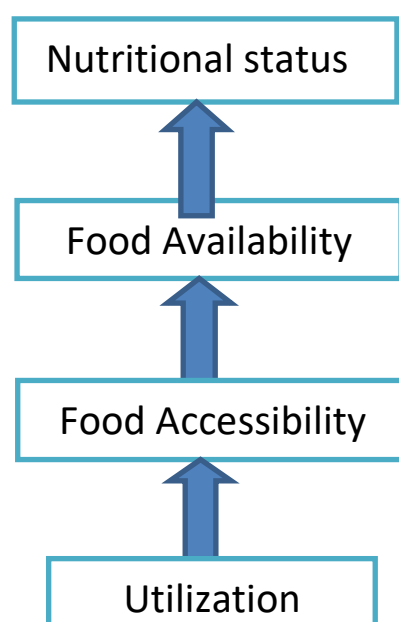 Nutritional status
Food Availability
Food Accessibility
Utilization